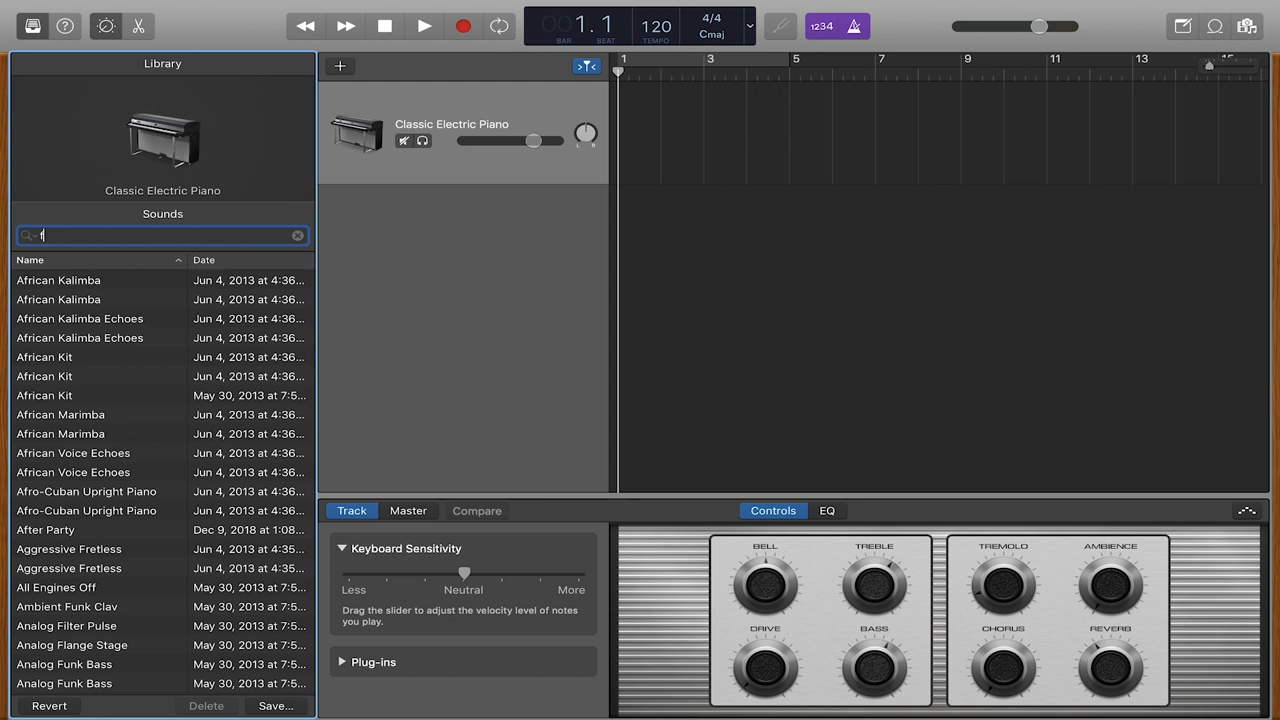 1.1
BAR
BEAT
120
TEMPO
4/4
Cmaj
1234
Library
Classic Electric Piano
Sounds
f
Name
Date
African Kalimba Jun 4, 2013 at 4:36...
African Kalimba Jun 4, 2013 at 4:36...
African Kalimba Echoes Jun 4, 2013 at 4:36...
African Kalimba Echoes Jun 4, 2013 at 4:36...
African Kit Jun 4, 2013 at 4:36...
African Kit Jun 4, 2013 at 4:36...
African Kit May 30, 2013 at 7:5...
African Marimba Jun 4, 2013 at 4:36...
African Marimba Jun 4, 2013 at 4:36...
African Voice Echoes Jun 4, 2013 at 4:36...
African Voice Echoes Jun 4, 2013 at 4:36...
Afro-Cuban Upright Piano Jun 4, 2013 at 4:36...
Afro-Cuban Upright Piano Jun 4, 2013 at 4:36...
After Party Dec 9, 2018 at 1:08...
Aggressive Fretless Jun 4, 2013 at 4:35...
Aggressive Fretless Jun 4, 2013 at 4:35...
All Engines Off May 30, 2013 at 7:5...
Ambient Funk Clav May 30, 2013 at 7:5...
Analog Filter Pulse May 30, 2013 at 7:5...
Analog Flange Stage May 30, 2013 at 7:5...
Analog Funk Bass May 30, 2013 at 7:5...
Analog Funk Bass May 30, 2013 at 7:5...
Revert
Delete
Save...
1 3 5 7 9 11 13 15
Classic Electric Piano
L R
Track
Master
Compare
Controls
EQ
Keyboard Sensitivity
Less
Neutral
More
Drag the slider to adjust the velocity level of notes
you play.
Plug-ins
BELL
TREBLE
TREMOLO
AMBIENCE
DRIVE
BASS
CHORUS
REVERB